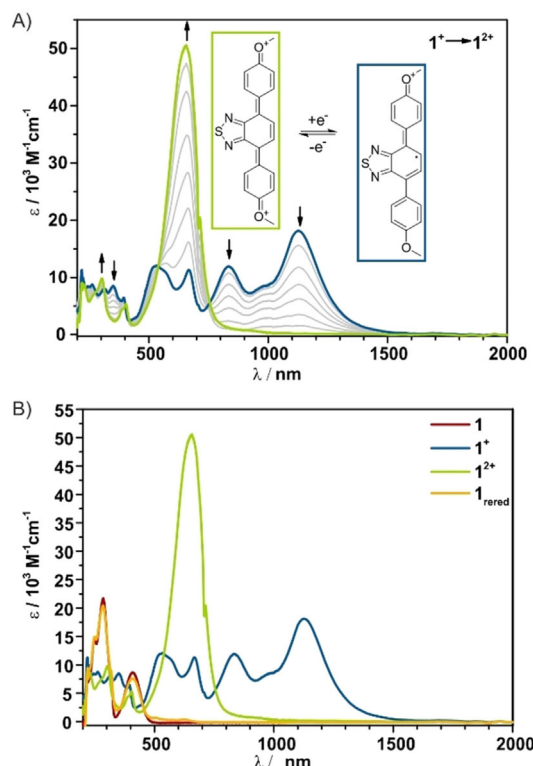 A)
1⁺ → 1²⁺
50
40
30
20
10
0
ε / 10³ M⁻¹cm⁻¹
O⁺
N
S
N
O⁺
+e⁻
-e⁻
O⁺
N
S
N
•
O
500 1000 1500 2000
λ / nm
B)
55
50
45
40
35
30
25
20
15
10
5
0
ε / 10³ M⁻¹cm⁻¹
1
1⁺
1²⁺
1rered
500 1000 1500 2000
λ / nm